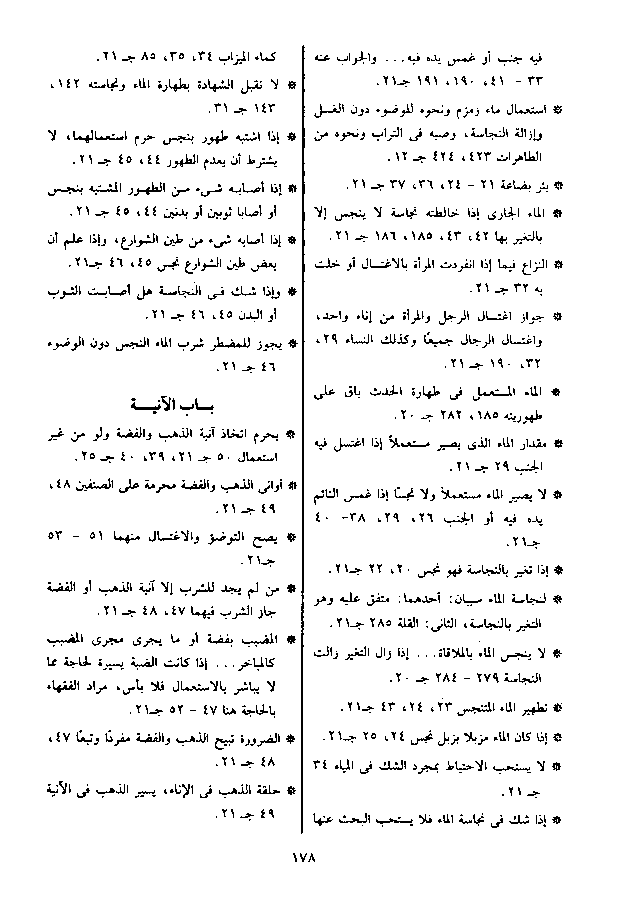 فيه جنب أو غمس يده فيه... والجواب عنه
٣٣ - ٤١، ١٩٠، ١٩١ جـ٢١.
* استعمال ماء زمزم ونحوه للوضوء دون الغسل
وإزالة النجاسة، وصبه فى التراب ونحوه من
الطاهرات ٤٢٣، ٤٢٤ جـ ١٢.
* بئر بضاعة ٢١ - ٢٤، ٣٦، ٣٧ جـ ٢١.
* الماء الجارى إذا خالطته نجاسة لا ينجس إلا
بالتغير بها ٤٢، ٤٣، ١٨٥، ١٨٦ جـ ٢١.
* النزاع فيما إذا انفردت المرأة بالاغتسال أو خلت
به ٣٢ جـ ٢١.
* جواز اغتسال الرجل والمرأة من إناء واحد،
واغتسال الرجال جميعًا وكذلك النساء ٢٩،
٣٢، ١٩٠ جـ ٢١.
* الماء المستعمل فى طهارة الحدث باق على
طهوريته ١٨٥، ٢٨٢ جـ ٢٠.
* مقدار الماء الذى يصير مستعملاً إذا اغتسل فيه
الجنب ٢٩ جـ ٢١.
* لا يصير الماء مستعملاً ولا نجسًا إذا غمس النائم
يده فيه أو الجنب ٢٦، ٢٩، ٣٨- ٤٠
جـ٢١.
* إذا تغير بالنجاسة فهو نجس ٢٠، ٢٢ جـ٢١.
* لنجاسة الماء سببان: أحدهما: متفق عليه وهو
التغير بالنجاسة، الثانى: القلة ٢٨٥ جـ٢١.
* لا ينجس الماء بالملاقاة... إذا زال التغير زالت
النجاسة ٢٧٩ - ٢٨٤ جـ ٢٠.
* تطهير الماء المتنجس ٢٣، ٢٤، ٤٣ جـ٢١.
* إذا كان الماء مزبلا بزبل نجس ٢٤، ٢٥ جـ٢١.
* لا يستحب الاحتياط بمجرد الشك فى المياه ٣٤
جـ ٢١.
* إذا شك فى نجاسة الماء فلا يستحب البحث عنها
كماء الميزاب ٣٤، ٣٥، ٨٥ جـ ٢١.
* لا تقبل الشهادة بطهارة الماء ونجاسته ١٤٢،
١٤٣ جـ ٣١.
* إذا اشتبه طهور بنجس حرم استعمالهما، لا
يشترط أن يعدم الطهور ٤٤، ٤٥ جـ ٢١.
* إذا أصابه شىء من الطهور المشتبه بنجس
أو أصابا ثوبين أو بدنين ٤٤، ٤٥ جـ ٢١.
* إذا أصابه شىء من طين الشوارع، وإذا علم أن
بعض طين الشوارع نجس ٤٥، ٤٦ جـ٢١.
* وإذا شك فى النجاسة هل أصابت الثوب
أو البدن ٤٥، ٤٦ جـ ٢١.
* يجوز للمضطر شرب الماء النجس دون الوضوء
٤٦ جـ ٢١.
باب الآنية
* يحرم اتخاذ آنية الذهب والفضة ولو من غير
استعمال ٥٠ جـ ٢١، ٣٩، ٤٠ جـ ٢٥.
* أوانى الذهب والفضة محرمة على الصنفين ٤٨،
٤٩ جـ ٢١.
* يصح التوضؤ والاغتسال منهما ٥١ - ٥٣
جـ٢١.
* من لم يجد للشرب إلا آنية الذهب أو الفضة
جاز الشرب فيهما ٤٧، ٤٨ جـ ٢١.
* المضبب بفضة أو ما يجرى مجرى المضبب
كالمباخر... إذا كانت الضبة يسيرة لحاجة مما
لا يباشر بالاستعمال فلا بأس، مراد الفقهاء
بالحاجة هنا ٤٧ - ٥٢ جـ٢١.
* الضرورة تبيح الذهب والفضة مفردًا وتبعًا ٤٧،
٤٨ جـ ٢١.
* حلقة الذهب فى الإناء، يسير الذهب فى الآنية
٤٩ جـ ٢١.
١٧٨